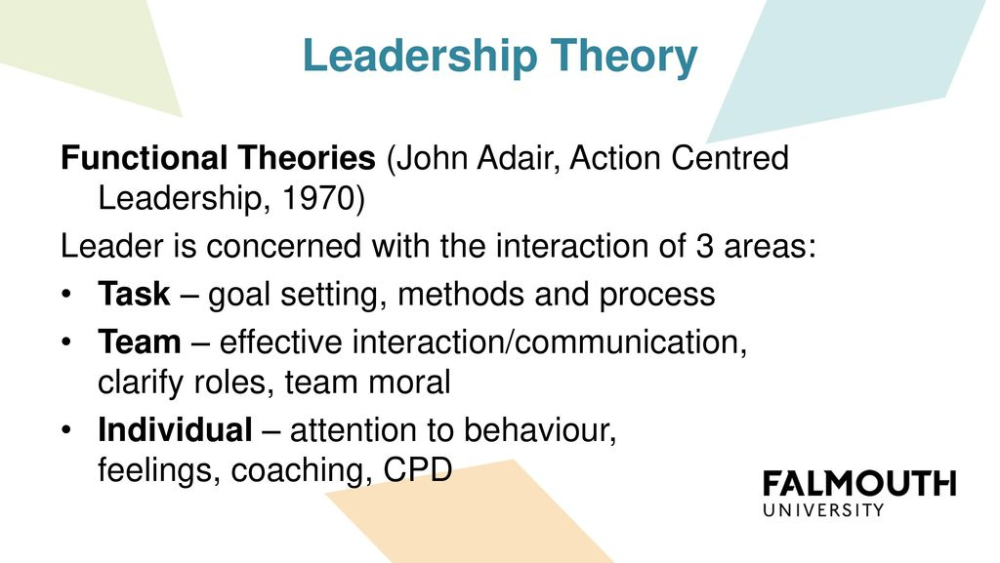 Leadership Theory
Functional Theories (John Adair, Action Centred
Leadership, 1970)
Leader is concerned with the interaction of 3 areas:
• Task – goal setting, methods and process
• Team – effective interaction/communication,
clarify roles, team moral
• Individual – attention to behaviour,
feelings, coaching, CPD
FALMOUTH
UNIVERSITY